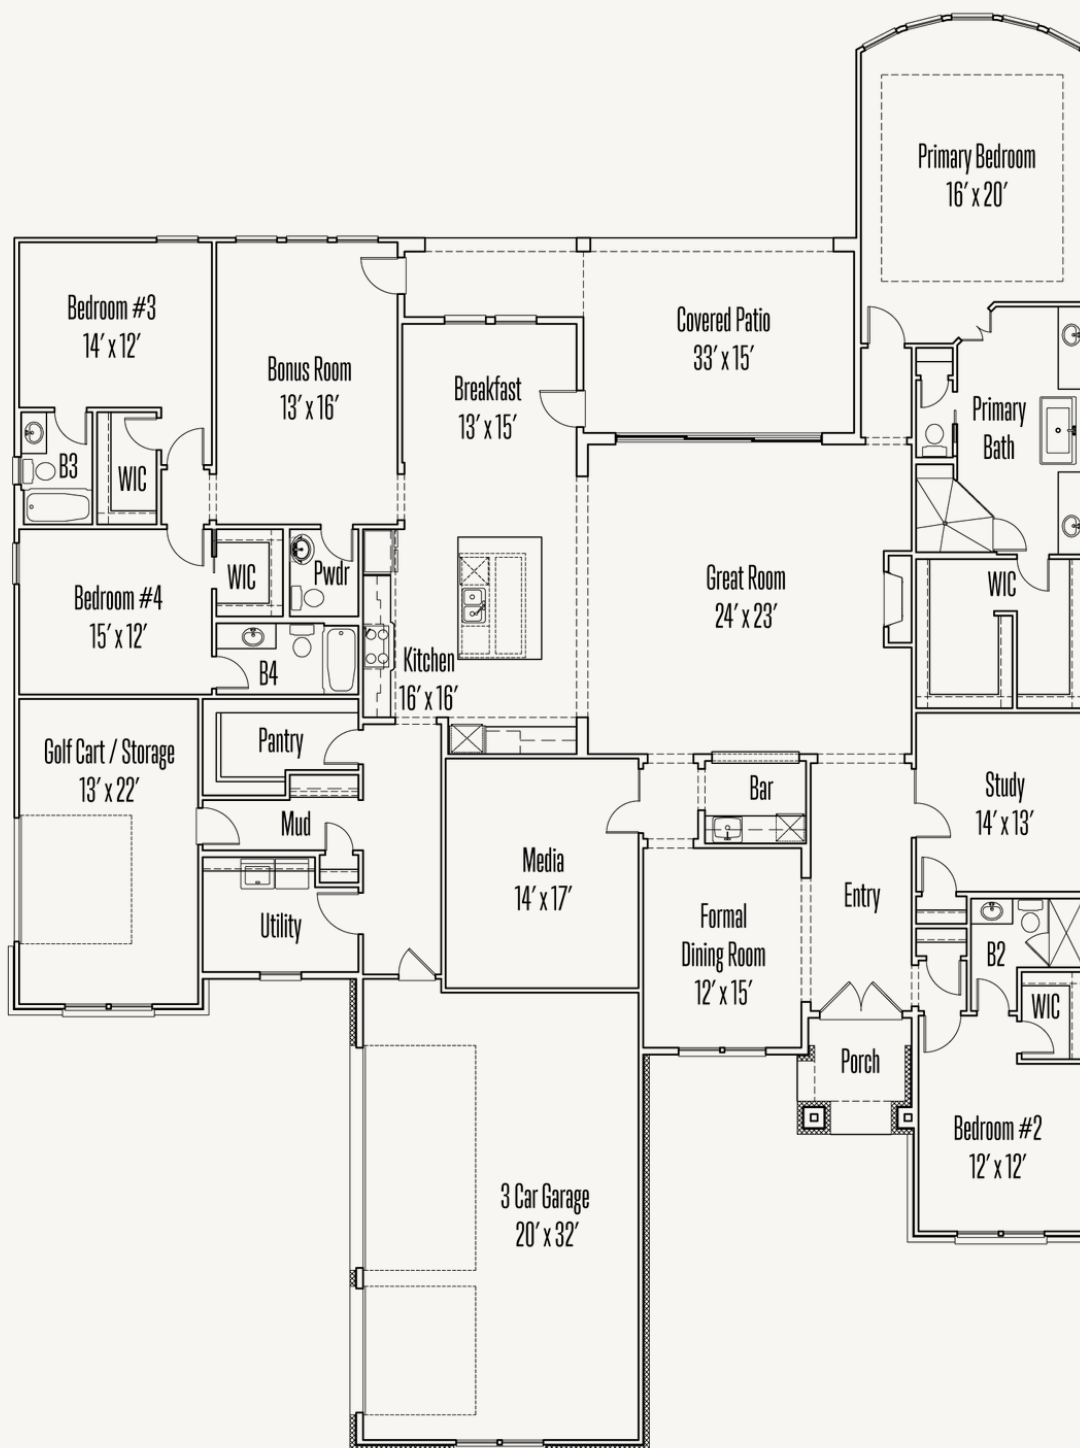 Primary Bedroom
16' x 20'
Bedroom #3
14' x 12'
Bonus Room
13' x 16'
Breakfast
13' x 15'
Covered Patio
33' x 15'
Primary
Bath
B3
WIC
Bedroom #4
15' x 12'
WIC
Pwdr
B4
Kitchen
16' x 16'
Great Room
24' x 23'
WIC
Golf Cart / Storage
13' x 22'
Pantry
Mud
Utility
Media
14' x 17'
Bar
Entry
Study
14' x 13'
Formal
Dining Room
12' x 15'
B2
WIC
Porch
Bedroom #2
12' x 12'
3 Car Garage
20' x 32'